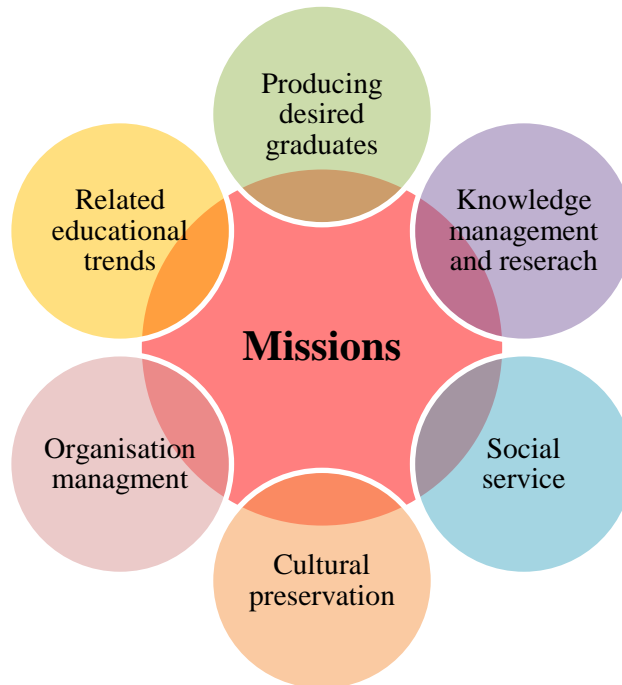 Producing
desired
graduates
Related
educational
trends
Knowledge
management
and reserach
Missions
Organisation
managment
Social
service
Cultural
preservation